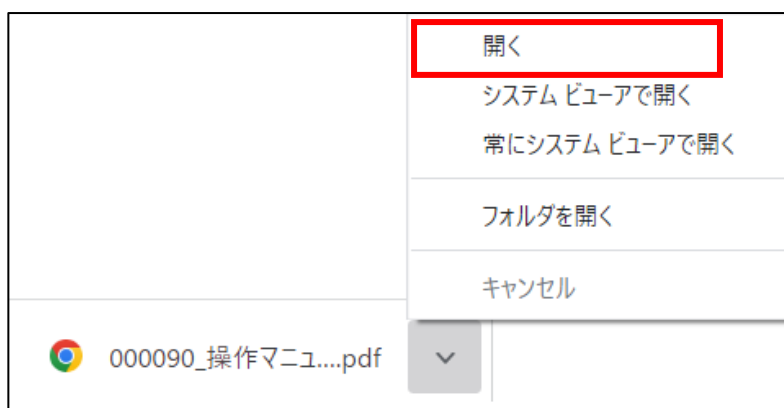 開く
システム ビューアで開く
常にシステム ビューアで開く
フォルダを開く
キャンセル
000090_操作マニュ....pdf